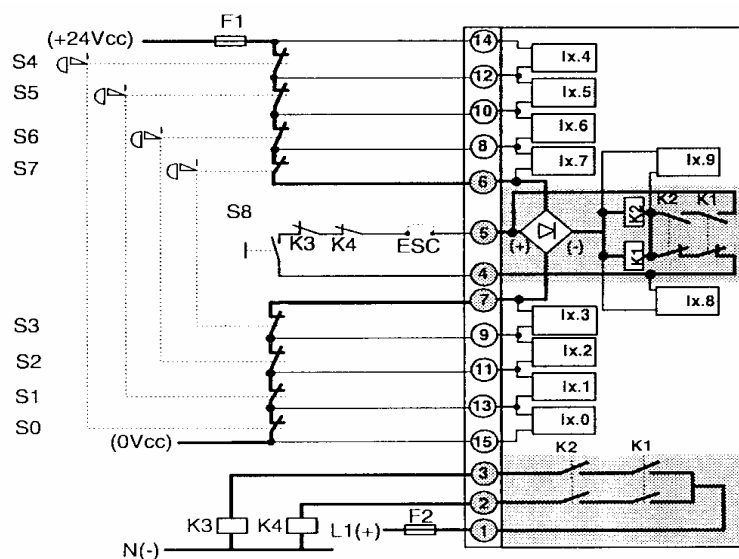 F1
(+24Vcc)
14
Ix.4
S4
12
Ix.5
S5
10
Ix.6
S6
8
Ix.7
S7
6
Ix.9
K2 K1
K2
S8
5
(+) (-)
K3 K4 ESC
K1
4
7
Ix.8
Ix.3
S3
9
Ix.2
S2
11
Ix.1
S1
13
Ix.0
S0
(0Vcc)
15
K2 K1
3
2
K3 K4 L1(+) F2
1
N(-)